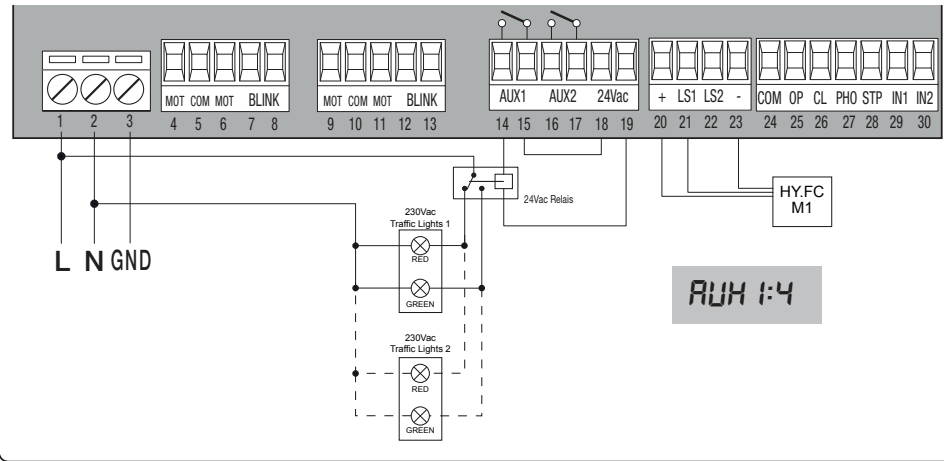 MOT COM MOT BLINK
MOT COM MOT BLINK
AUX1 AUX2 24Vac
+ LS1 LS2 -
COM OP CL PHO STP IN1 IN2
1 2 3 4 5 6 7 8 9 10 11 12 13 14 15 16 17 18 19 20 21 22 23 24 25 26 27 28 29 30
24Vac Relais
HY.FC
M1
230Vac
Traffic Lights 1
RED
GREEN
L N GND
AUX 1:4
230Vac
Traffic Lights 2
RED
GREEN